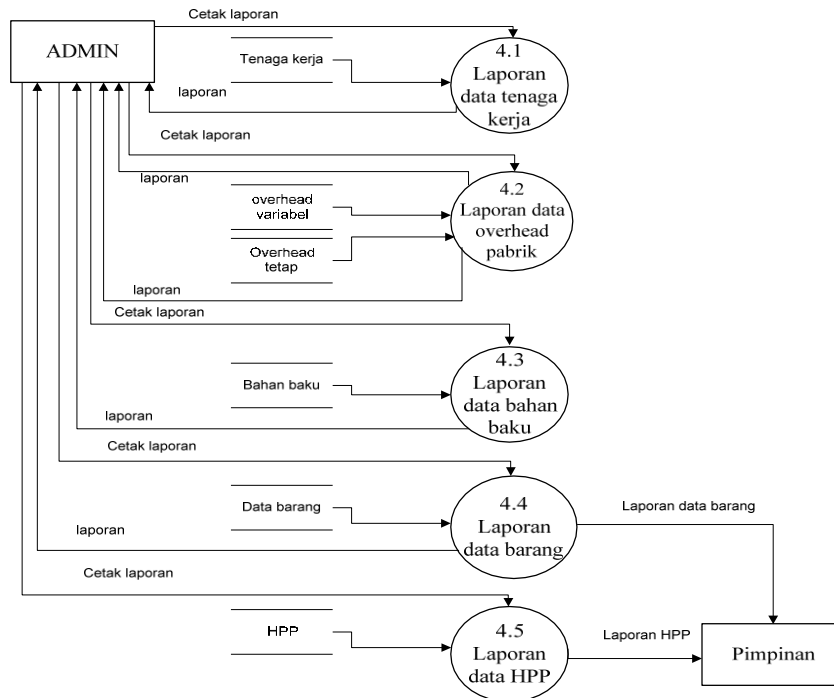 Cetak laporan
ADMIN
Tenaga kerja
4.1
Laporan
data tenaga
kerja
laporan
Cetak laporan
laporan
4.2
Laporan data
overhead
pabrik
overhead
variabel
Overhead
tetap
laporan
Cetak laporan
4.3
Laporan
data bahan
baku
Bahan baku
laporan
Cetak laporan
4.4
Laporan
data barang
Data barang
Laporan data barang
laporan
Cetak laporan
4.5
Laporan
data HPP
HPP
Laporan HPP
Pimpinan